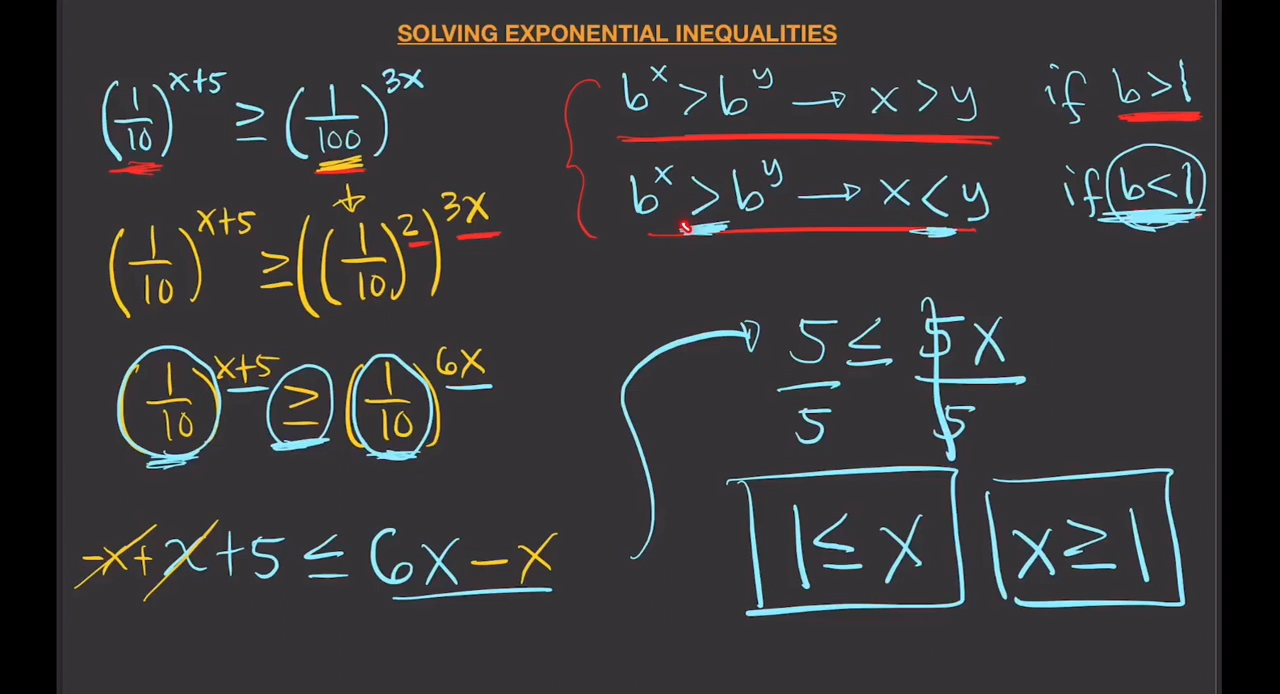 SOLVING EXPONENTIAL INEQUALITIES
(1/10)^(x+5) ≥ (1/100)^(3x)
((1/10))^(x+5) ≥ ((1/10)^2)^(3x)
(1/10)^(x+5) ≥ (1/10)^(6x)
-x+x+5 ≤ 6x-x
b^x > b^y → x > y if b>1
b^x > b^y → x < y if b<1
5/5 ≤ 5x/5
1 ≤ x
x ≥ 1